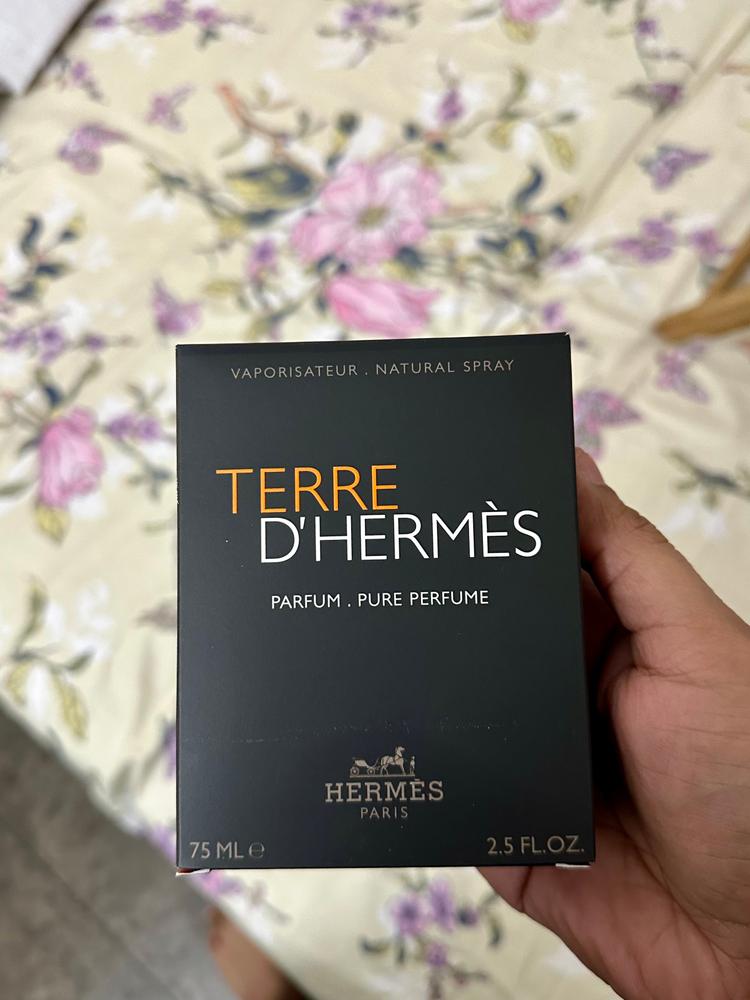 VAPORISATEUR . NATURAL SPRAY
TERRE
D'HERMÈS
PARFUM . PURE PERFUME
HERMÈS
PARIS
75 ML ℮
2.5 FL.OZ.